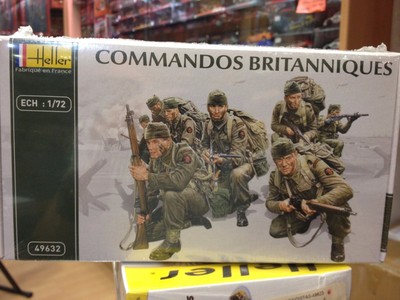 Heller
Fabriqué en France
COMMANDOS BRITANNIQUES
ECH : 1/72
49632
Heller